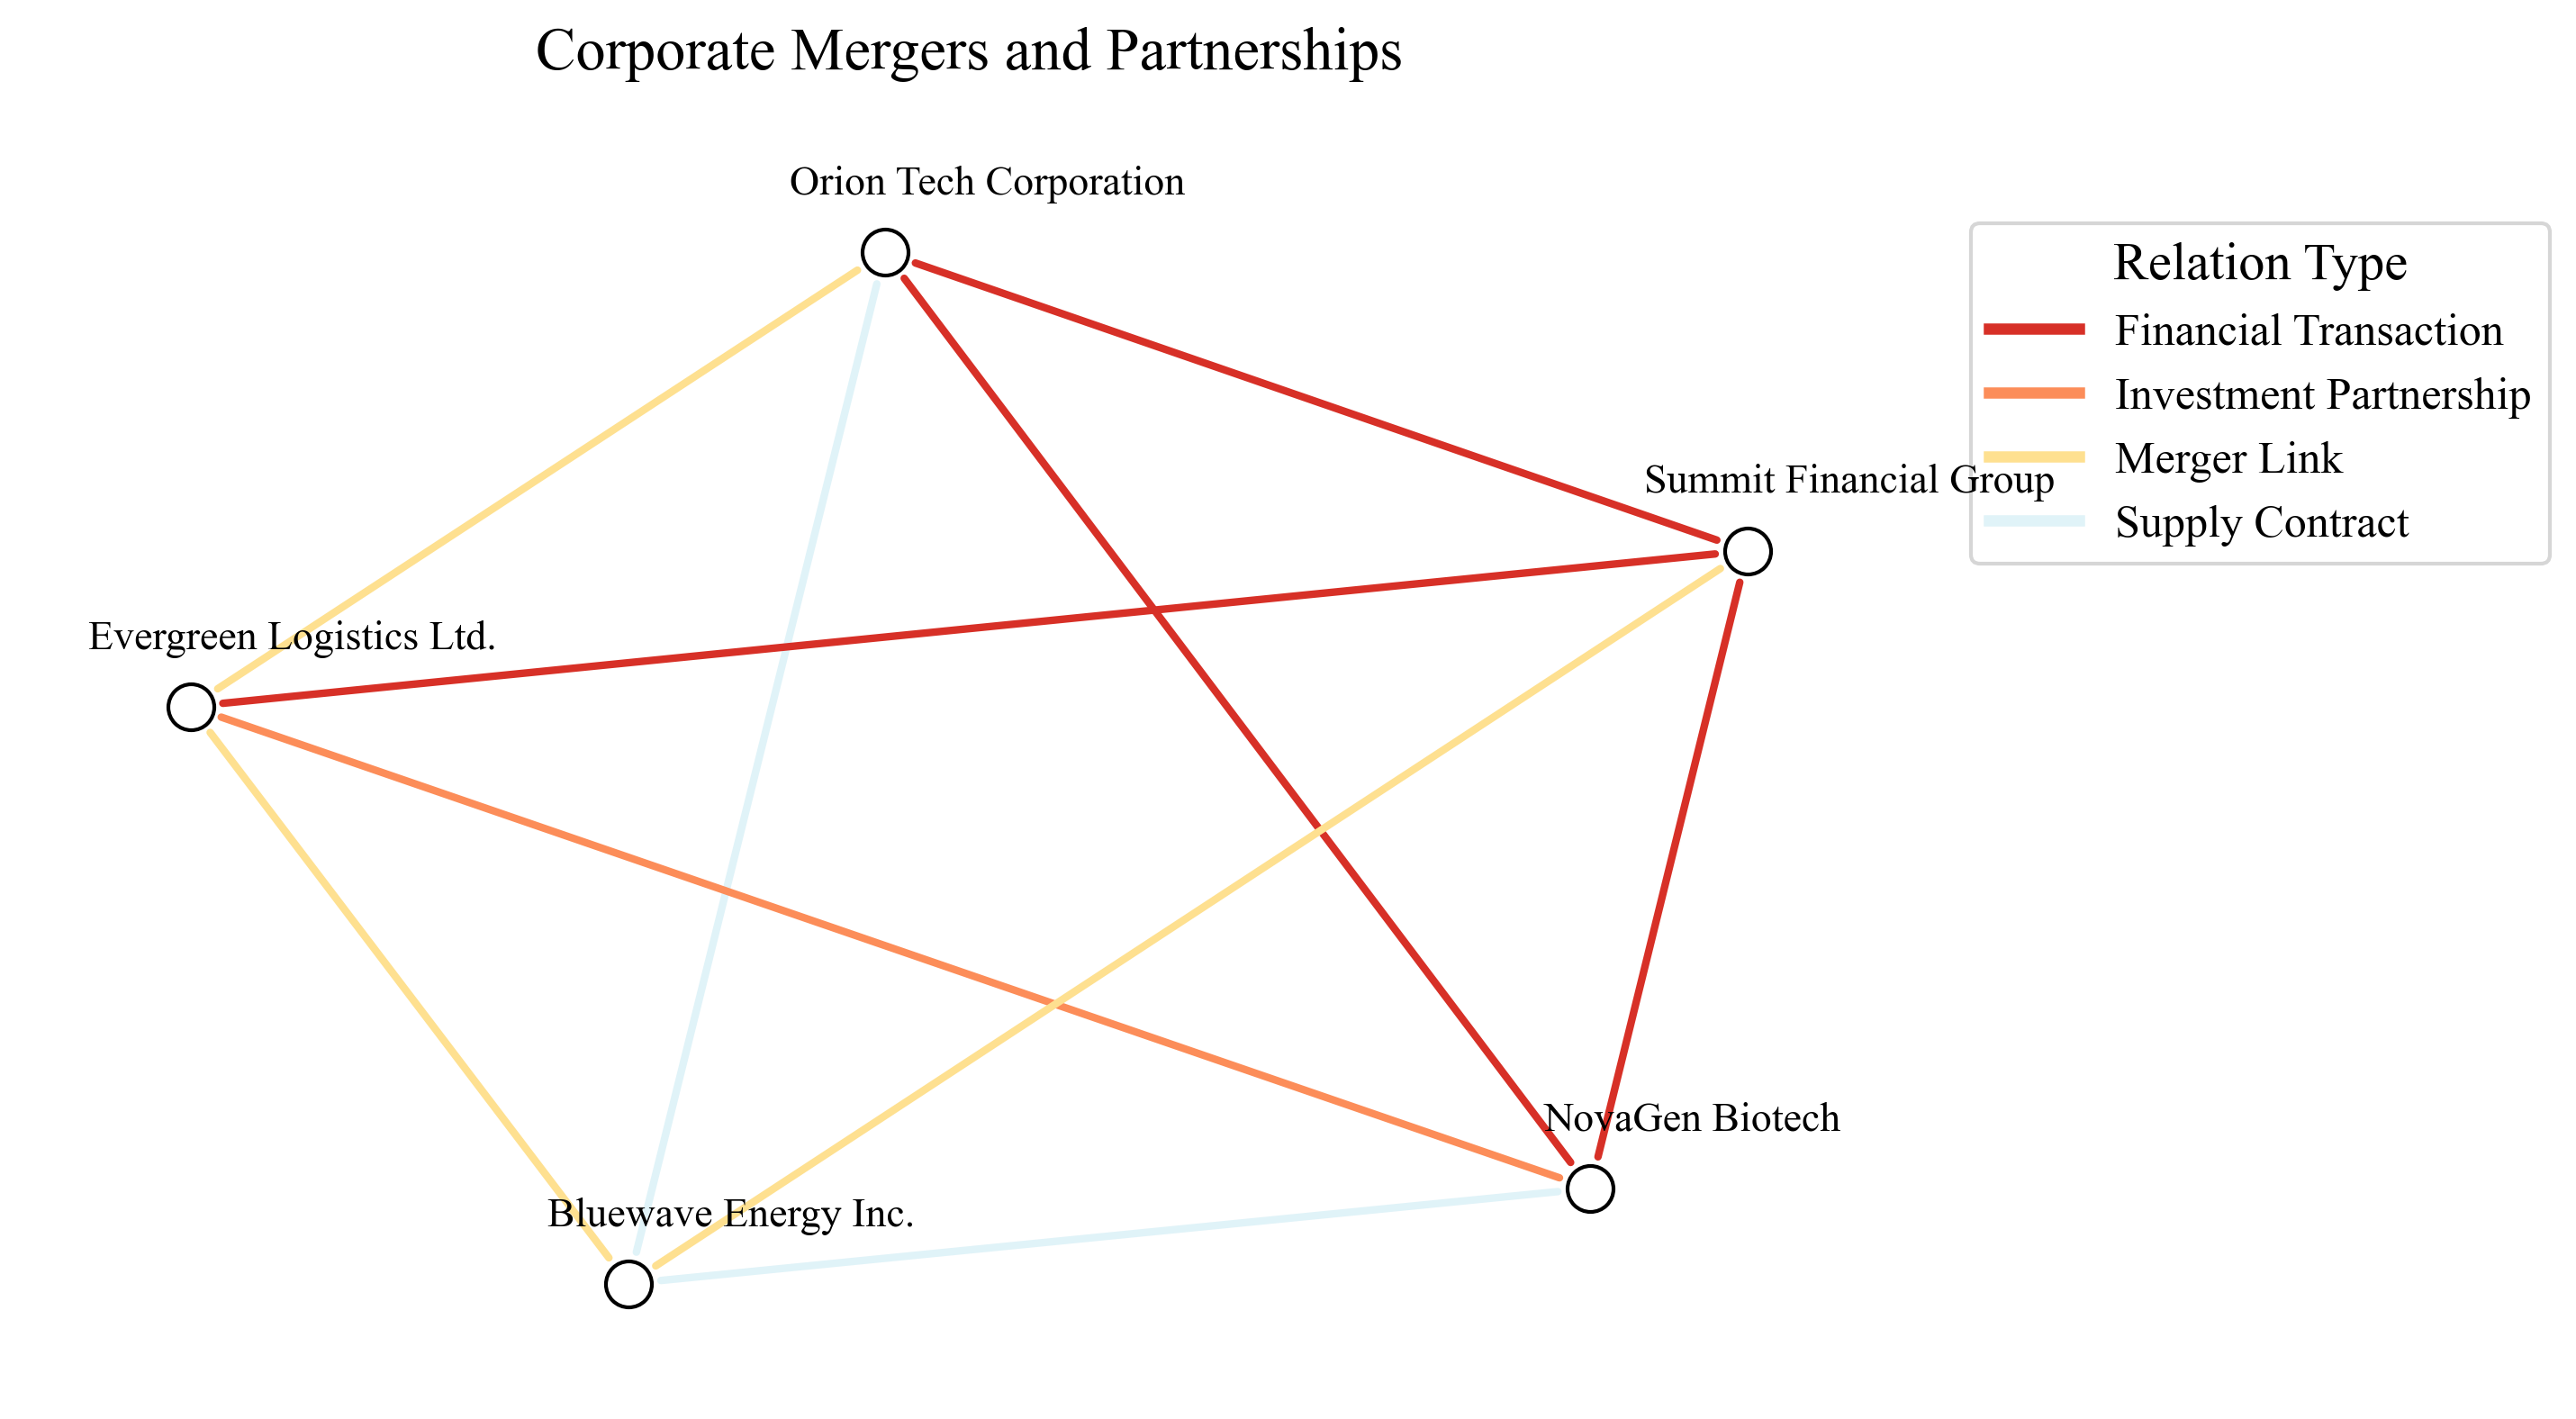 Corporate Mergers and Partnerships
Orion Tech Corporation
Relation Type
Financial Transaction
Investment Partnership
Merger Link
Supply Contract
Summit Financial Group
Evergreen Logistics Ltd.
NovaGen Biotech
Bluewave Energy Inc.